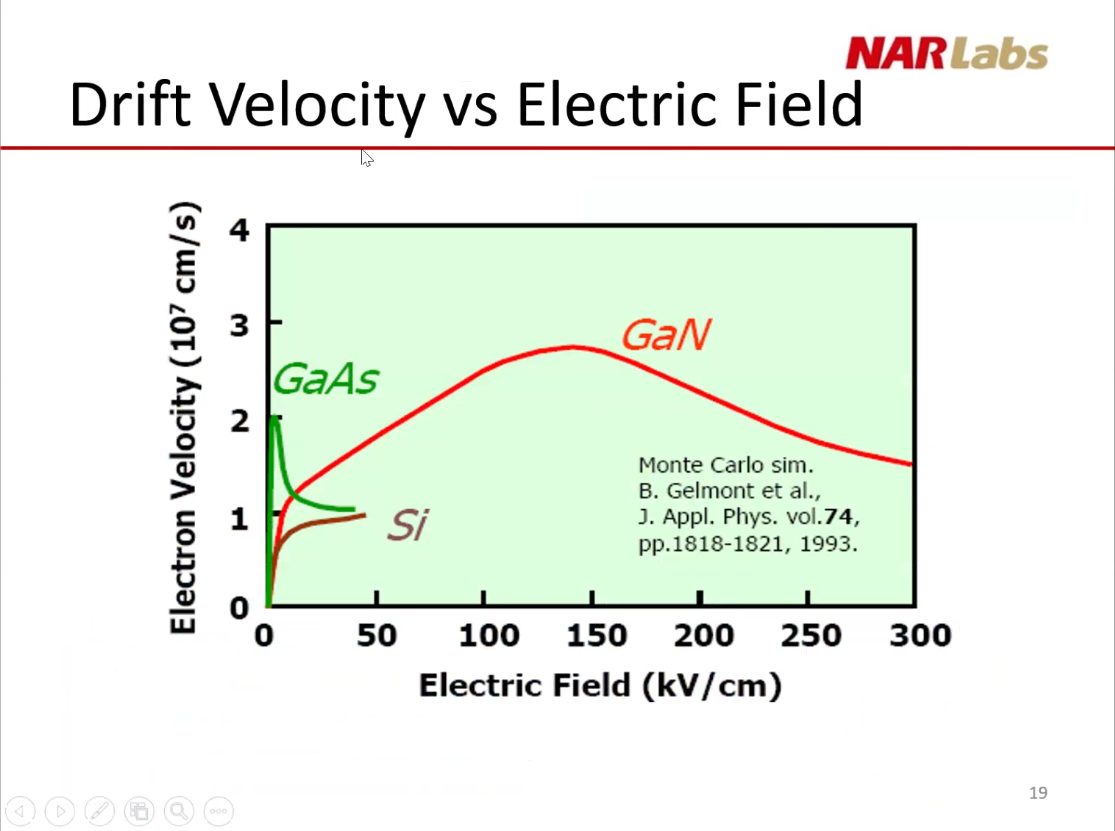 NARLabs
Drift Velocity vs Electric Field
Electron Velocity (10⁷ cm/s)
4
3
2
1
0
GaN
GaAs
Si
Monte Carlo sim.
B. Gelmont et al.,
J. Appl. Phys. vol.74,
pp.1818-1821, 1993.
0 50 100 150 200 250 300
Electric Field (kV/cm)
19